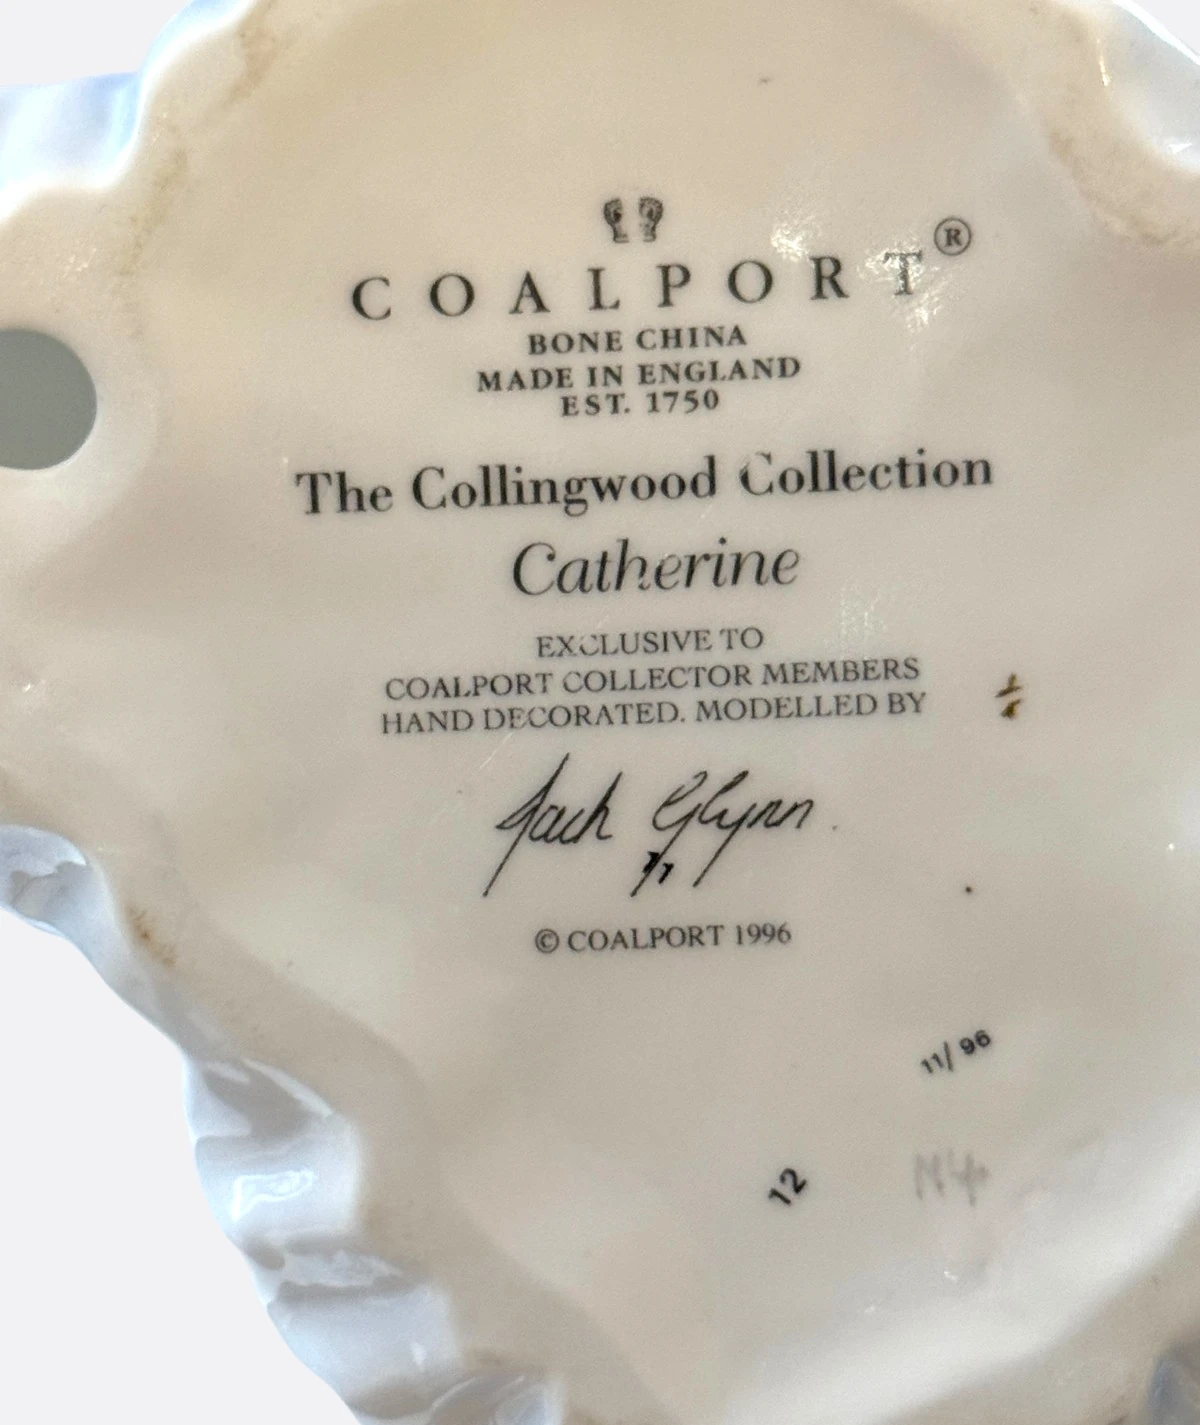 COALPORT®
BONE CHINA
MADE IN ENGLAND
EST. 1750
The Collingwood Collection
Catherine
EXCLUSIVE TO
COALPORT COLLECTOR MEMBERS
HAND DECORATED. MODELLED BY
Jack Glynn
© COALPORT 1996
11/96
12